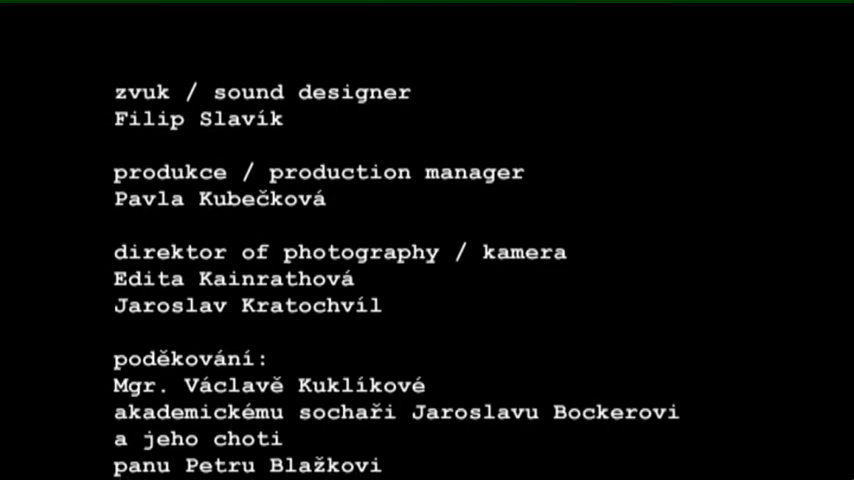 zvuk / sound designer
Filip Slavík
produkce / production manager
Pavla Kubečková
direktor of photography / kamera
Edita Kainrathová
Jaroslav Kratochvíl
poděkování:
Mgr. Václavě Kuklíkové
akademickému sochaři Jaroslavu Bockerovi
a jeho choti
panu Petru Blažkovi